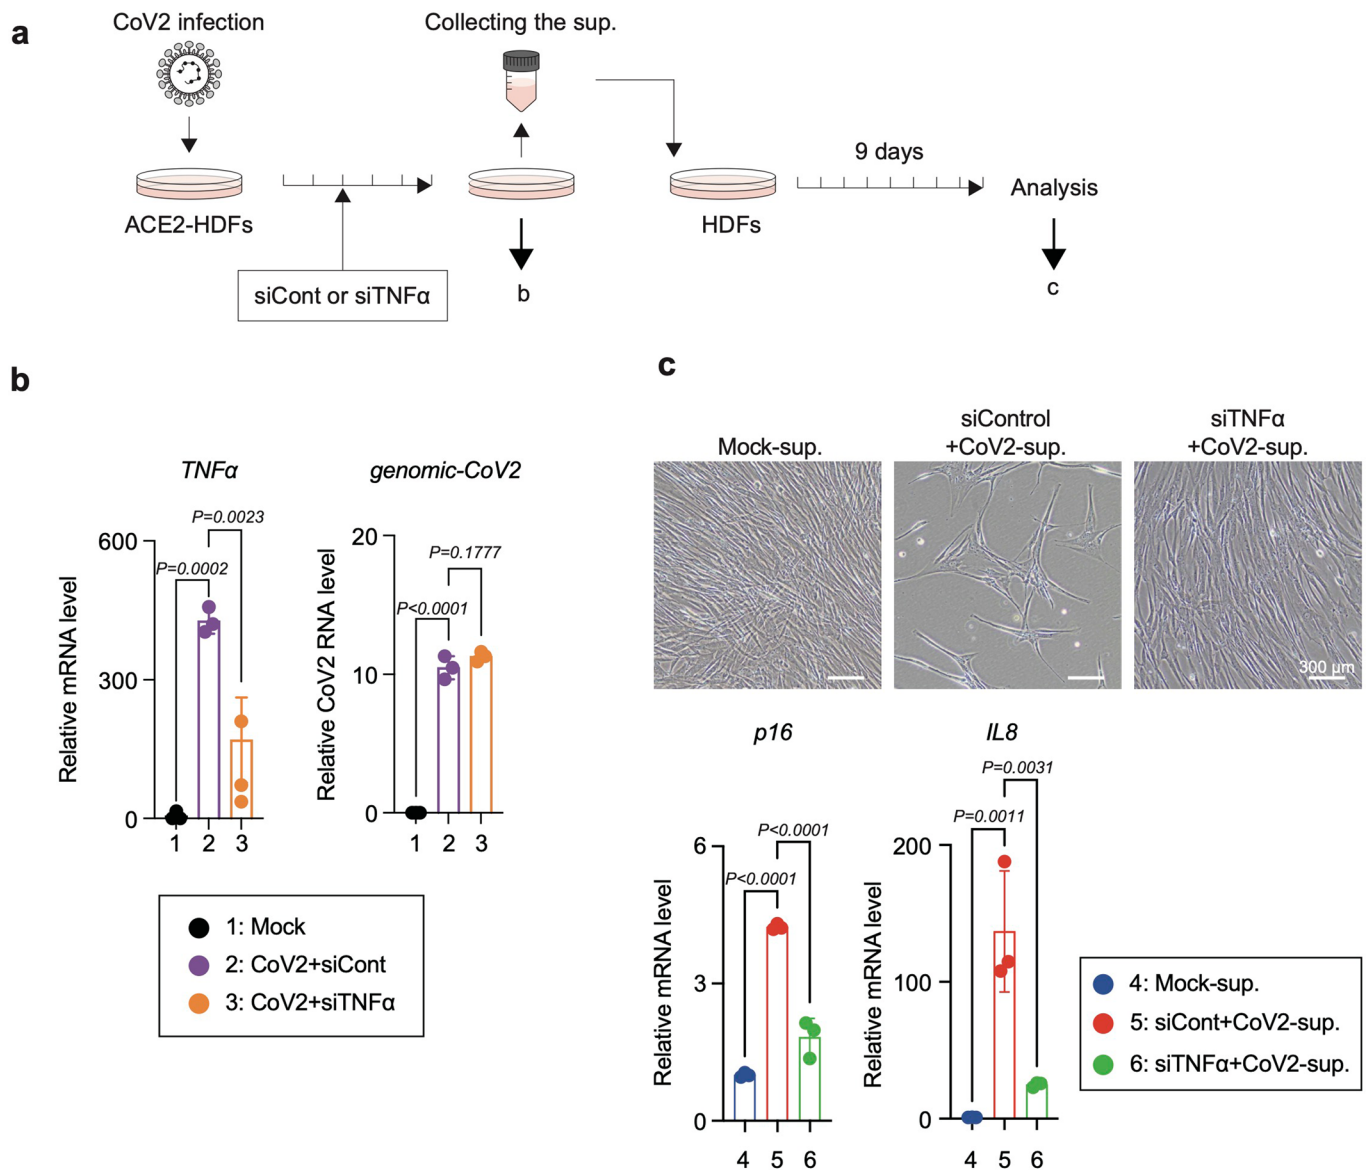 a
CoV2 infection
Collecting the sup.
9 days
Analysis
ACE2-HDFs
HDFs
siCont or siTNFα
b
c
b
TNFα
genomic-CoV2
P=0.0023
P=0.0002
600
300
0
Relative mRNA level
1 2 3
P=0.1777
P<0.0001
20
10
0
Relative CoV2 RNA level
1 2 3
1: Mock
2: CoV2+siCont
3: CoV2+siTNFα
c
Mock-sup.
siControl
+CoV2-sup.
siTNFα
+CoV2-sup.
300 µm
p16
IL8
P<0.0001
P<0.0001
6
3
0
Relative mRNA level
4 5 6
P=0.0031
P=0.0011
200
100
0
Relative mRNA level
4 5 6
4: Mock-sup.
5: siCont+CoV2-sup.
6: siTNFα+CoV2-sup.